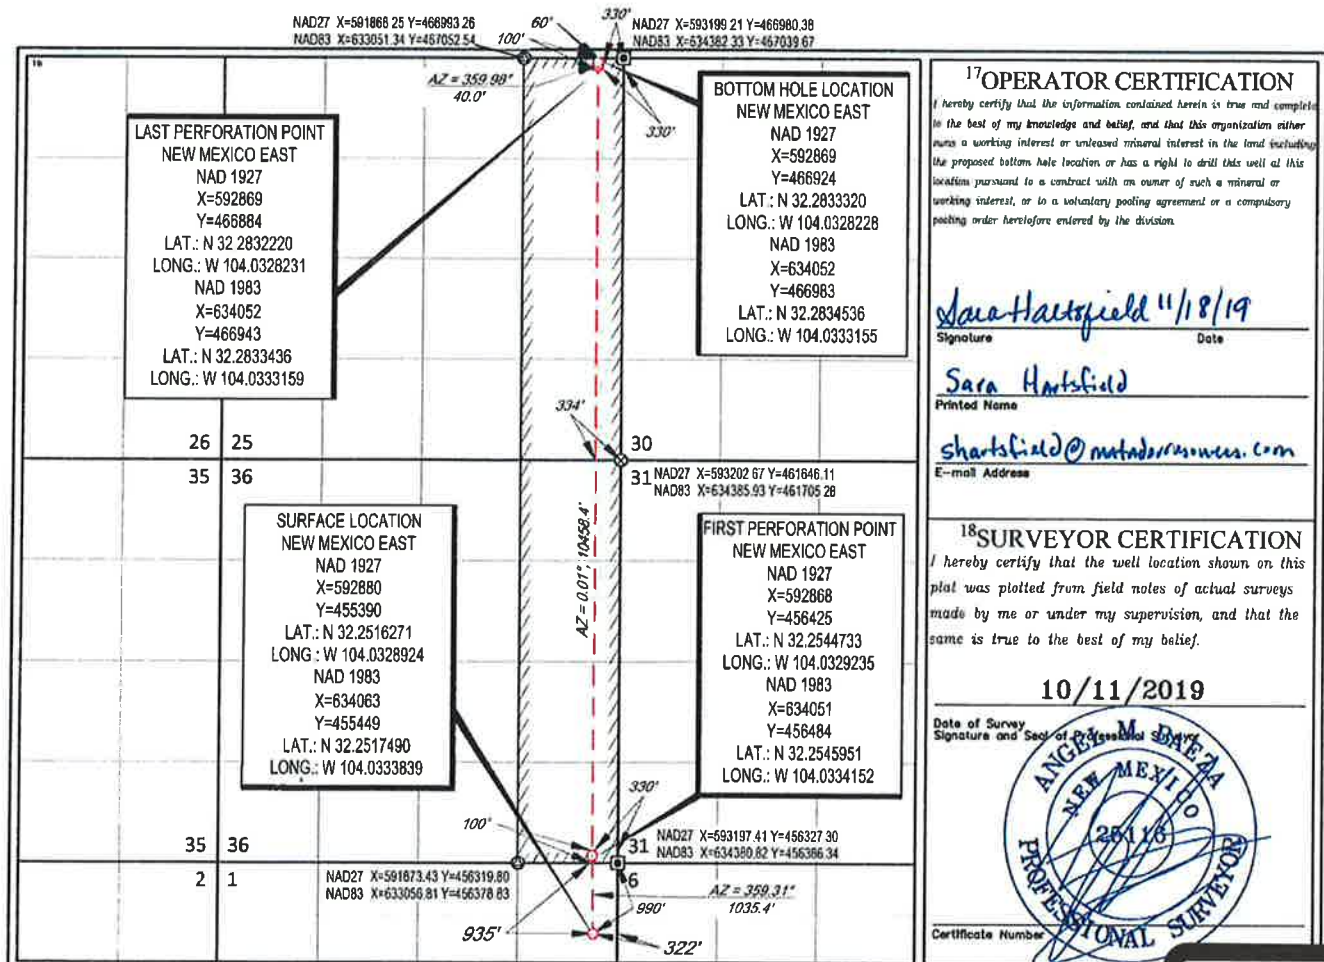 NAD27 X=591868 25 Y=466993 26
NAD83 X=633051.34 Y=467052.54
60'
100'
330'
NAD27 X=593199 21 Y=466980.38
NAD83 X=634382 33 Y=467039.67
AZ = 359.98°
40.0'
330'
LAST PERFORATION POINT
NEW MEXICO EAST
NAD 1927
X=592869
Y=466884
LAT.: N 32.2832220
LONG.: W 104.0328231
NAD 1983
X=634052
Y=466943
LAT.: N 32.2833436
LONG.: W 104.0333159
BOTTOM HOLE LOCATION
NEW MEXICO EAST
NAD 1927
X=592869
Y=466924
LAT.: N 32.2833320
LONG.: W 104.0328228
NAD 1983
X=634052
Y=466983
LAT.: N 32.2834536
LONG.: W 104.0333155
334'
26 25
35 36
30
31
NAD27 X=593202 67 Y=461646.11
NAD83 X=634385.93 Y=461705 28
AZ = 0.01°, 10458.4'
SURFACE LOCATION
NEW MEXICO EAST
NAD 1927
X=592880
Y=455390
LAT.: N 32.2516271
LONG.: W 104.0328924
NAD 1983
X=634063
Y=455449
LAT.: N 32.2517490
LONG.: W 104.0333839
FIRST PERFORATION POINT
NEW MEXICO EAST
NAD 1927
X=592868
Y=456425
LAT.: N 32.2544733
LONG.: W 104.0329235
NAD 1983
X=634051
Y=456484
LAT.: N 32.2545951
LONG.: W 104.0334152
330'
100'
35 36
2 1
31
6
NAD27 X=593197.41 Y=456327.30
NAD83 X=634380.82 Y=456386.34
NAD27 X=591873.43 Y=456319.80
NAD83 X=633056.81 Y=456378 83
AZ = 359.31°
1035.4'
990'
935'
322'
17 OPERATOR CERTIFICATION
I hereby certify that the information contained herein is true and complete
to the best of my knowledge and belief, and that this organization either
owns a working interest or unleased mineral interest in the land including
the proposed bottom hole location or has a right to drill this well at this
location pursuant to a contract with an owner of such a mineral or
working interest, or to a voluntary pooling agreement or a compulsory
pooling order heretofore entered by the division
Sara Hartsfield 11/18/19
Signature Date
Sara Hartsfield
Printed Name
shartsfield@matadorresources.com
E-mail Address
18 SURVEYOR CERTIFICATION
I hereby certify that the well location shown on this
plat was plotted from field notes of actual surveys
made by me or under my supervision, and that the
same is true to the best of my belief.
10/11/2019
Date of Survey
Signature and Seal of Professional Surveyor
ANGEL M. BAEZA
NEW MEXICO
25116
PROFESSIONAL SURVEYOR
Certificate Number